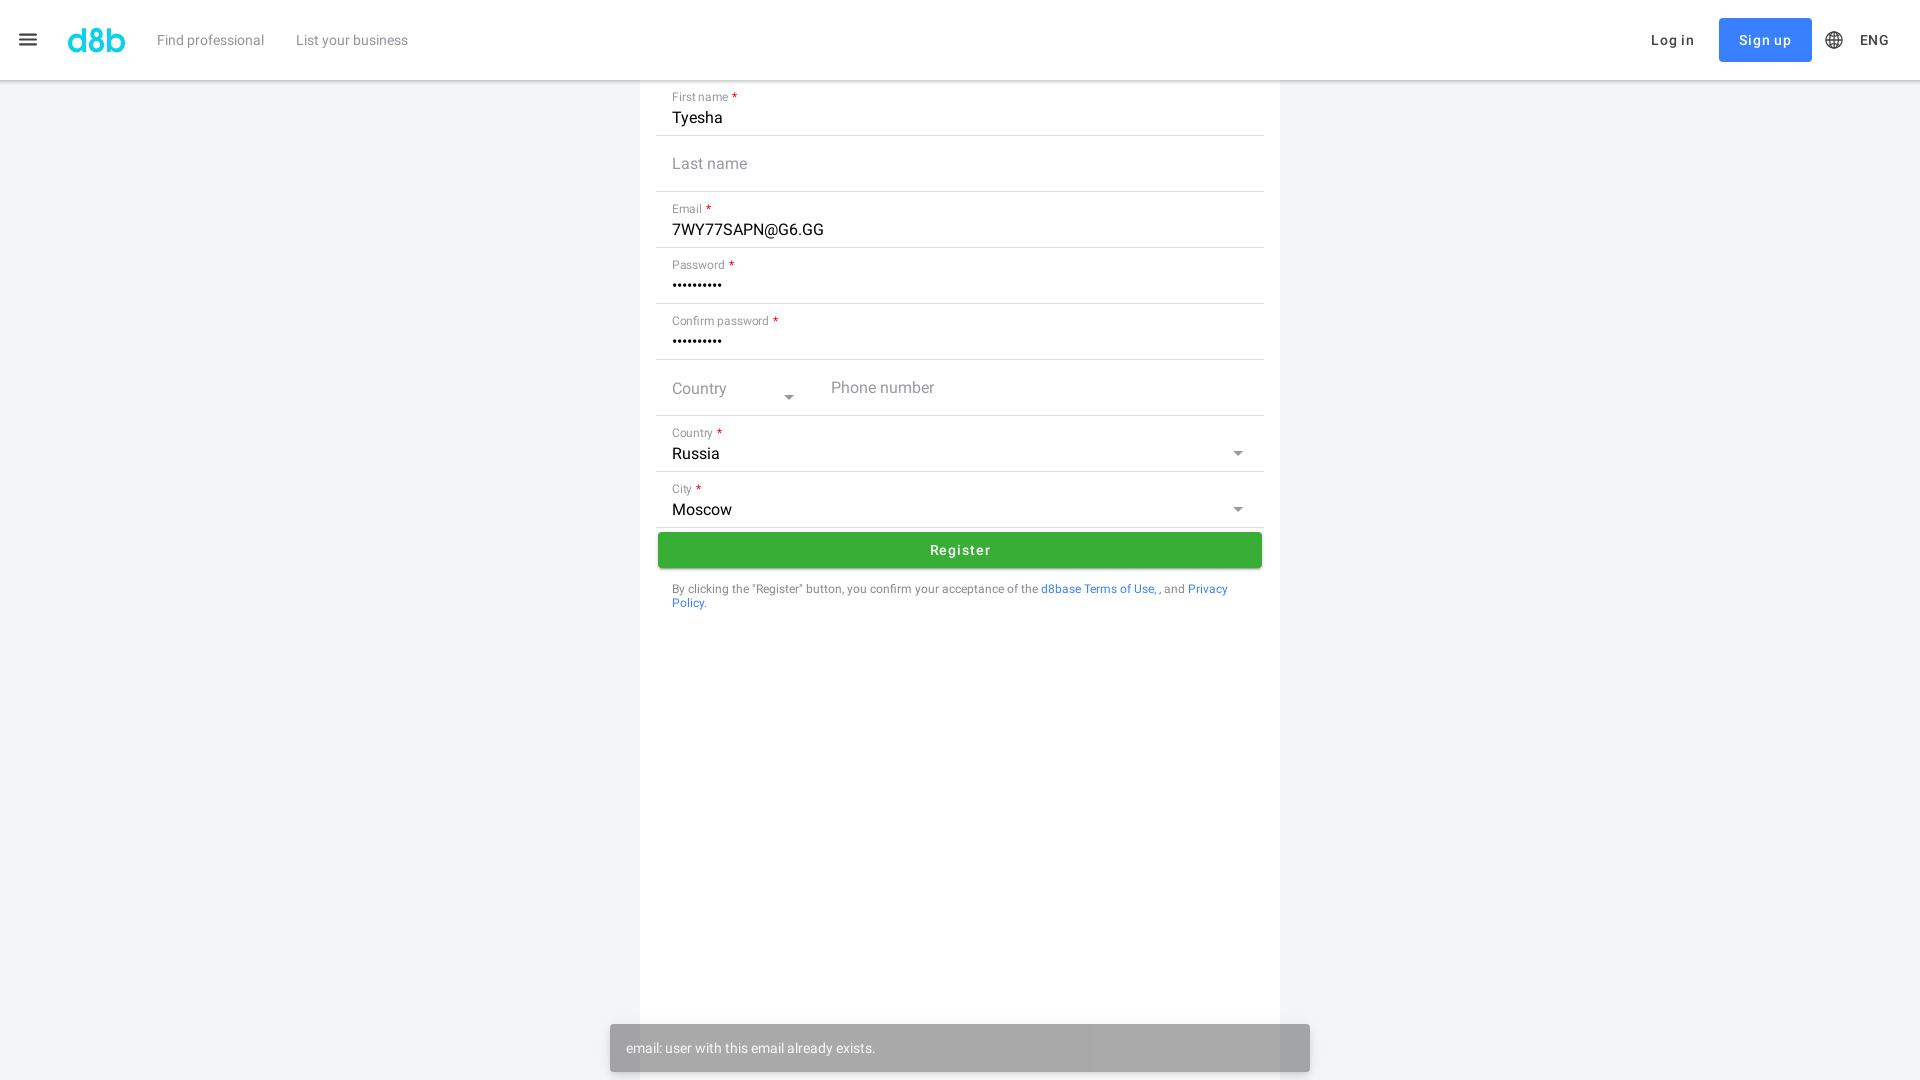 d8b
Find professional
List your business
Log in
Sign up
ENG
First name *
Tyesha
Last name
Email *
7WY77SAPN@G6.GG
Password *
••••••••••
Confirm password *
••••••••••
Country
Phone number
Country *
Russia
City *
Moscow
Register
By clicking the "Register" button, you confirm your acceptance of the d8base Terms of Use, , and Privacy
Policy.
email: user with this email already exists.